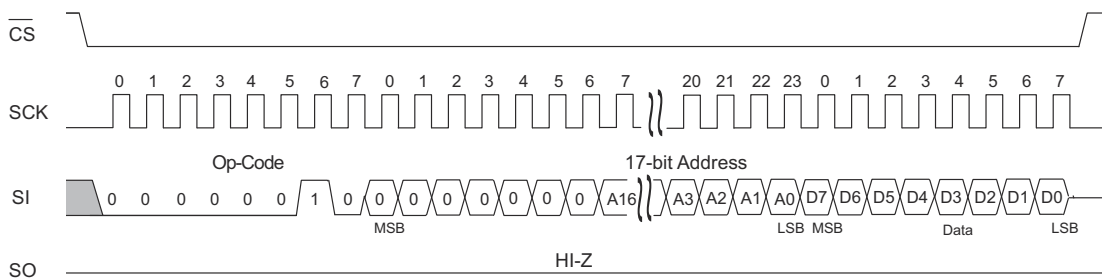 CS
0 1 2 3 4 5 6 7 0 1 2 3 4 5 6 7 20 21 22 23 0 1 2 3 4 5 6 7
SCK
Op-Code 17-bit Address
SI 0 0 0 0 0 0 1 0 0 0 0 0 0 0 0 A16 A3 A2 A1 A0 D7 D6 D5 D4 D3 D2 D1 D0
MSB LSB MSB Data LSB
HI-Z
SO